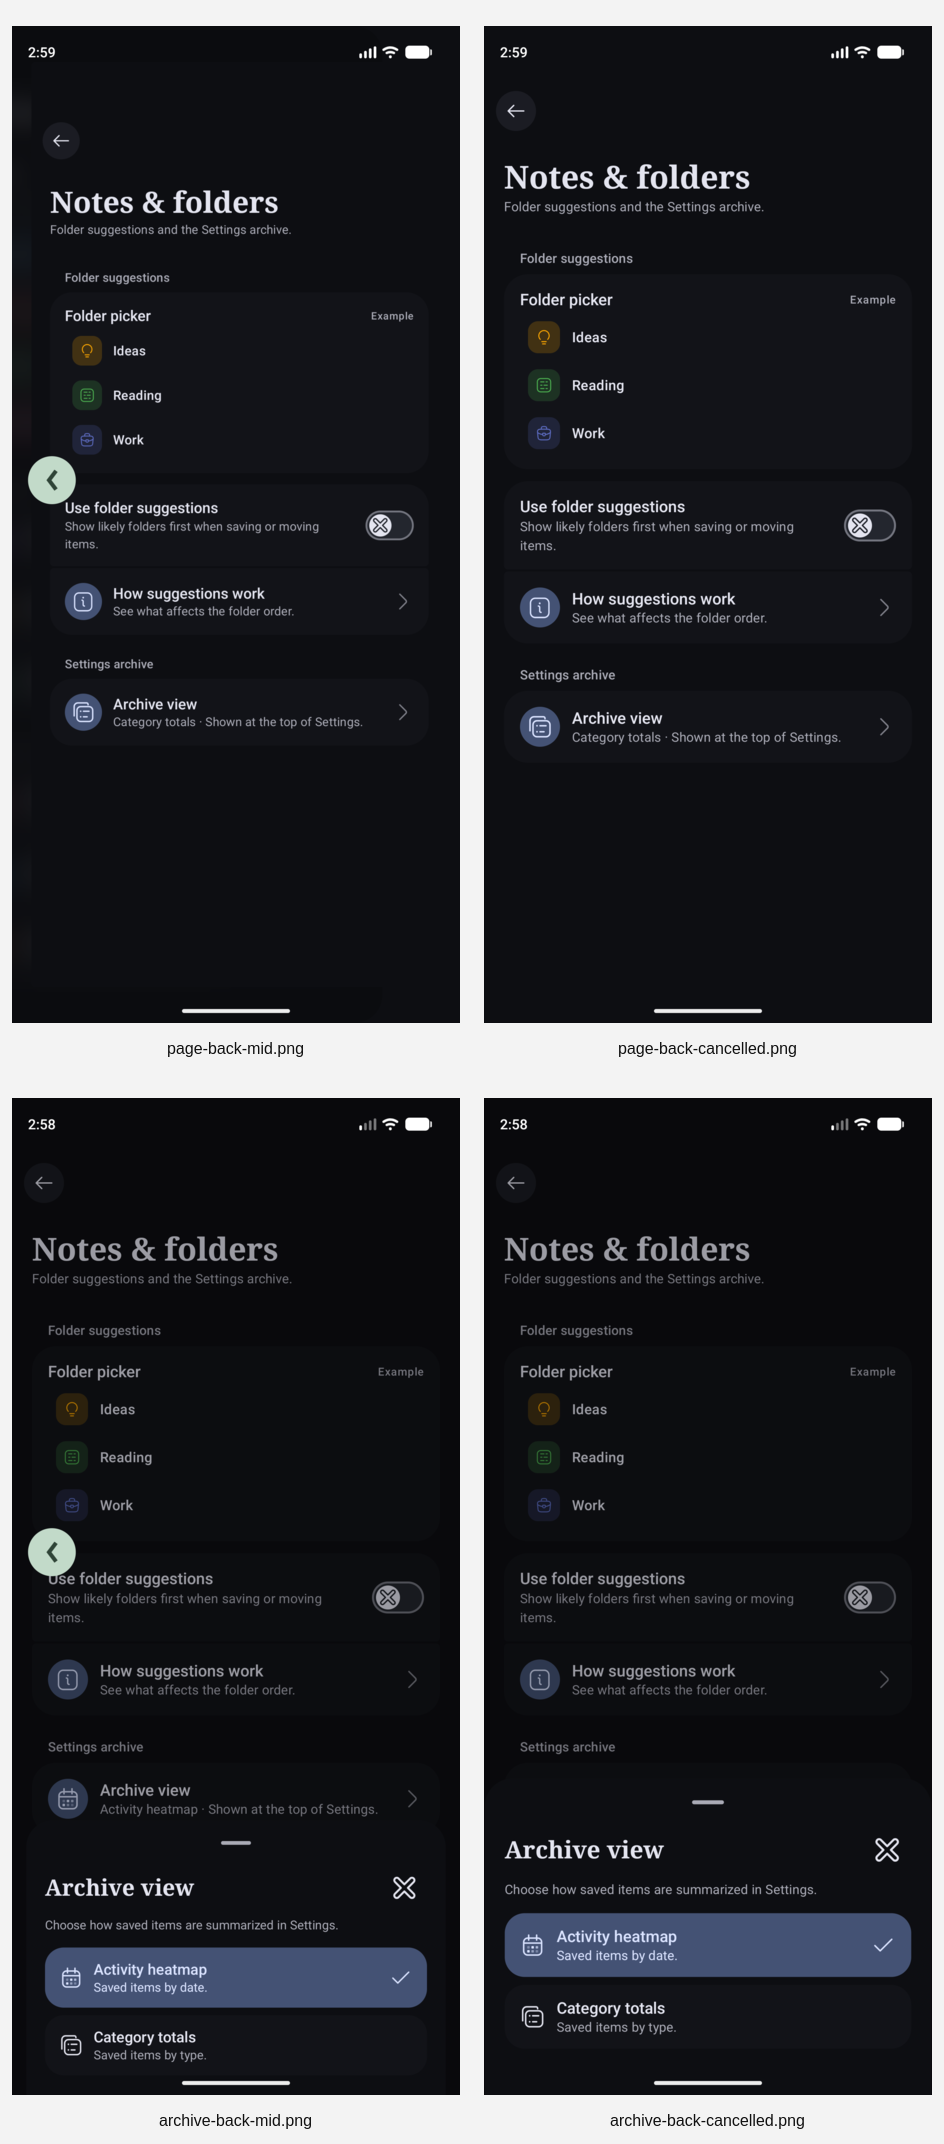 2:59
Notes & folders
Folder suggestions and the Settings archive.
Folder suggestions
Folder picker
Example
Ideas
Reading
Work
Use folder suggestions
Show likely folders first when saving or moving
items.
How suggestions work
See what affects the folder order.
Settings archive
Archive view
Category totals · Shown at the top of Settings.
page-back-mid.png
2:59
Notes & folders
Folder suggestions and the Settings archive.
Folder suggestions
Folder picker
Example
Ideas
Reading
Work
Use folder suggestions
Show likely folders first when saving or moving
items.
How suggestions work
See what affects the folder order.
Settings archive
Archive view
Category totals · Shown at the top of Settings.
page-back-cancelled.png
2:58
Notes & folders
Folder suggestions and the Settings archive.
Folder suggestions
Folder picker
Example
Ideas
Reading
Work
Use folder suggestions
Show likely folders first when saving or moving
items.
How suggestions work
See what affects the folder order.
Settings archive
Archive view
Activity heatmap · Shown at the top of Settings.
Archive view
Choose how saved items are summarized in Settings.
Activity heatmap
Saved items by date.
Category totals
Saved items by type.
archive-back-mid.png
2:58
Notes & folders
Folder suggestions and the Settings archive.
Folder suggestions
Folder picker
Example
Ideas
Reading
Work
Use folder suggestions
Show likely folders first when saving or moving
items.
How suggestions work
See what affects the folder order.
Settings archive
Archive view
Choose how saved items are summarized in Settings.
Activity heatmap
Saved items by date.
Category totals
Saved items by type.
archive-back-cancelled.png